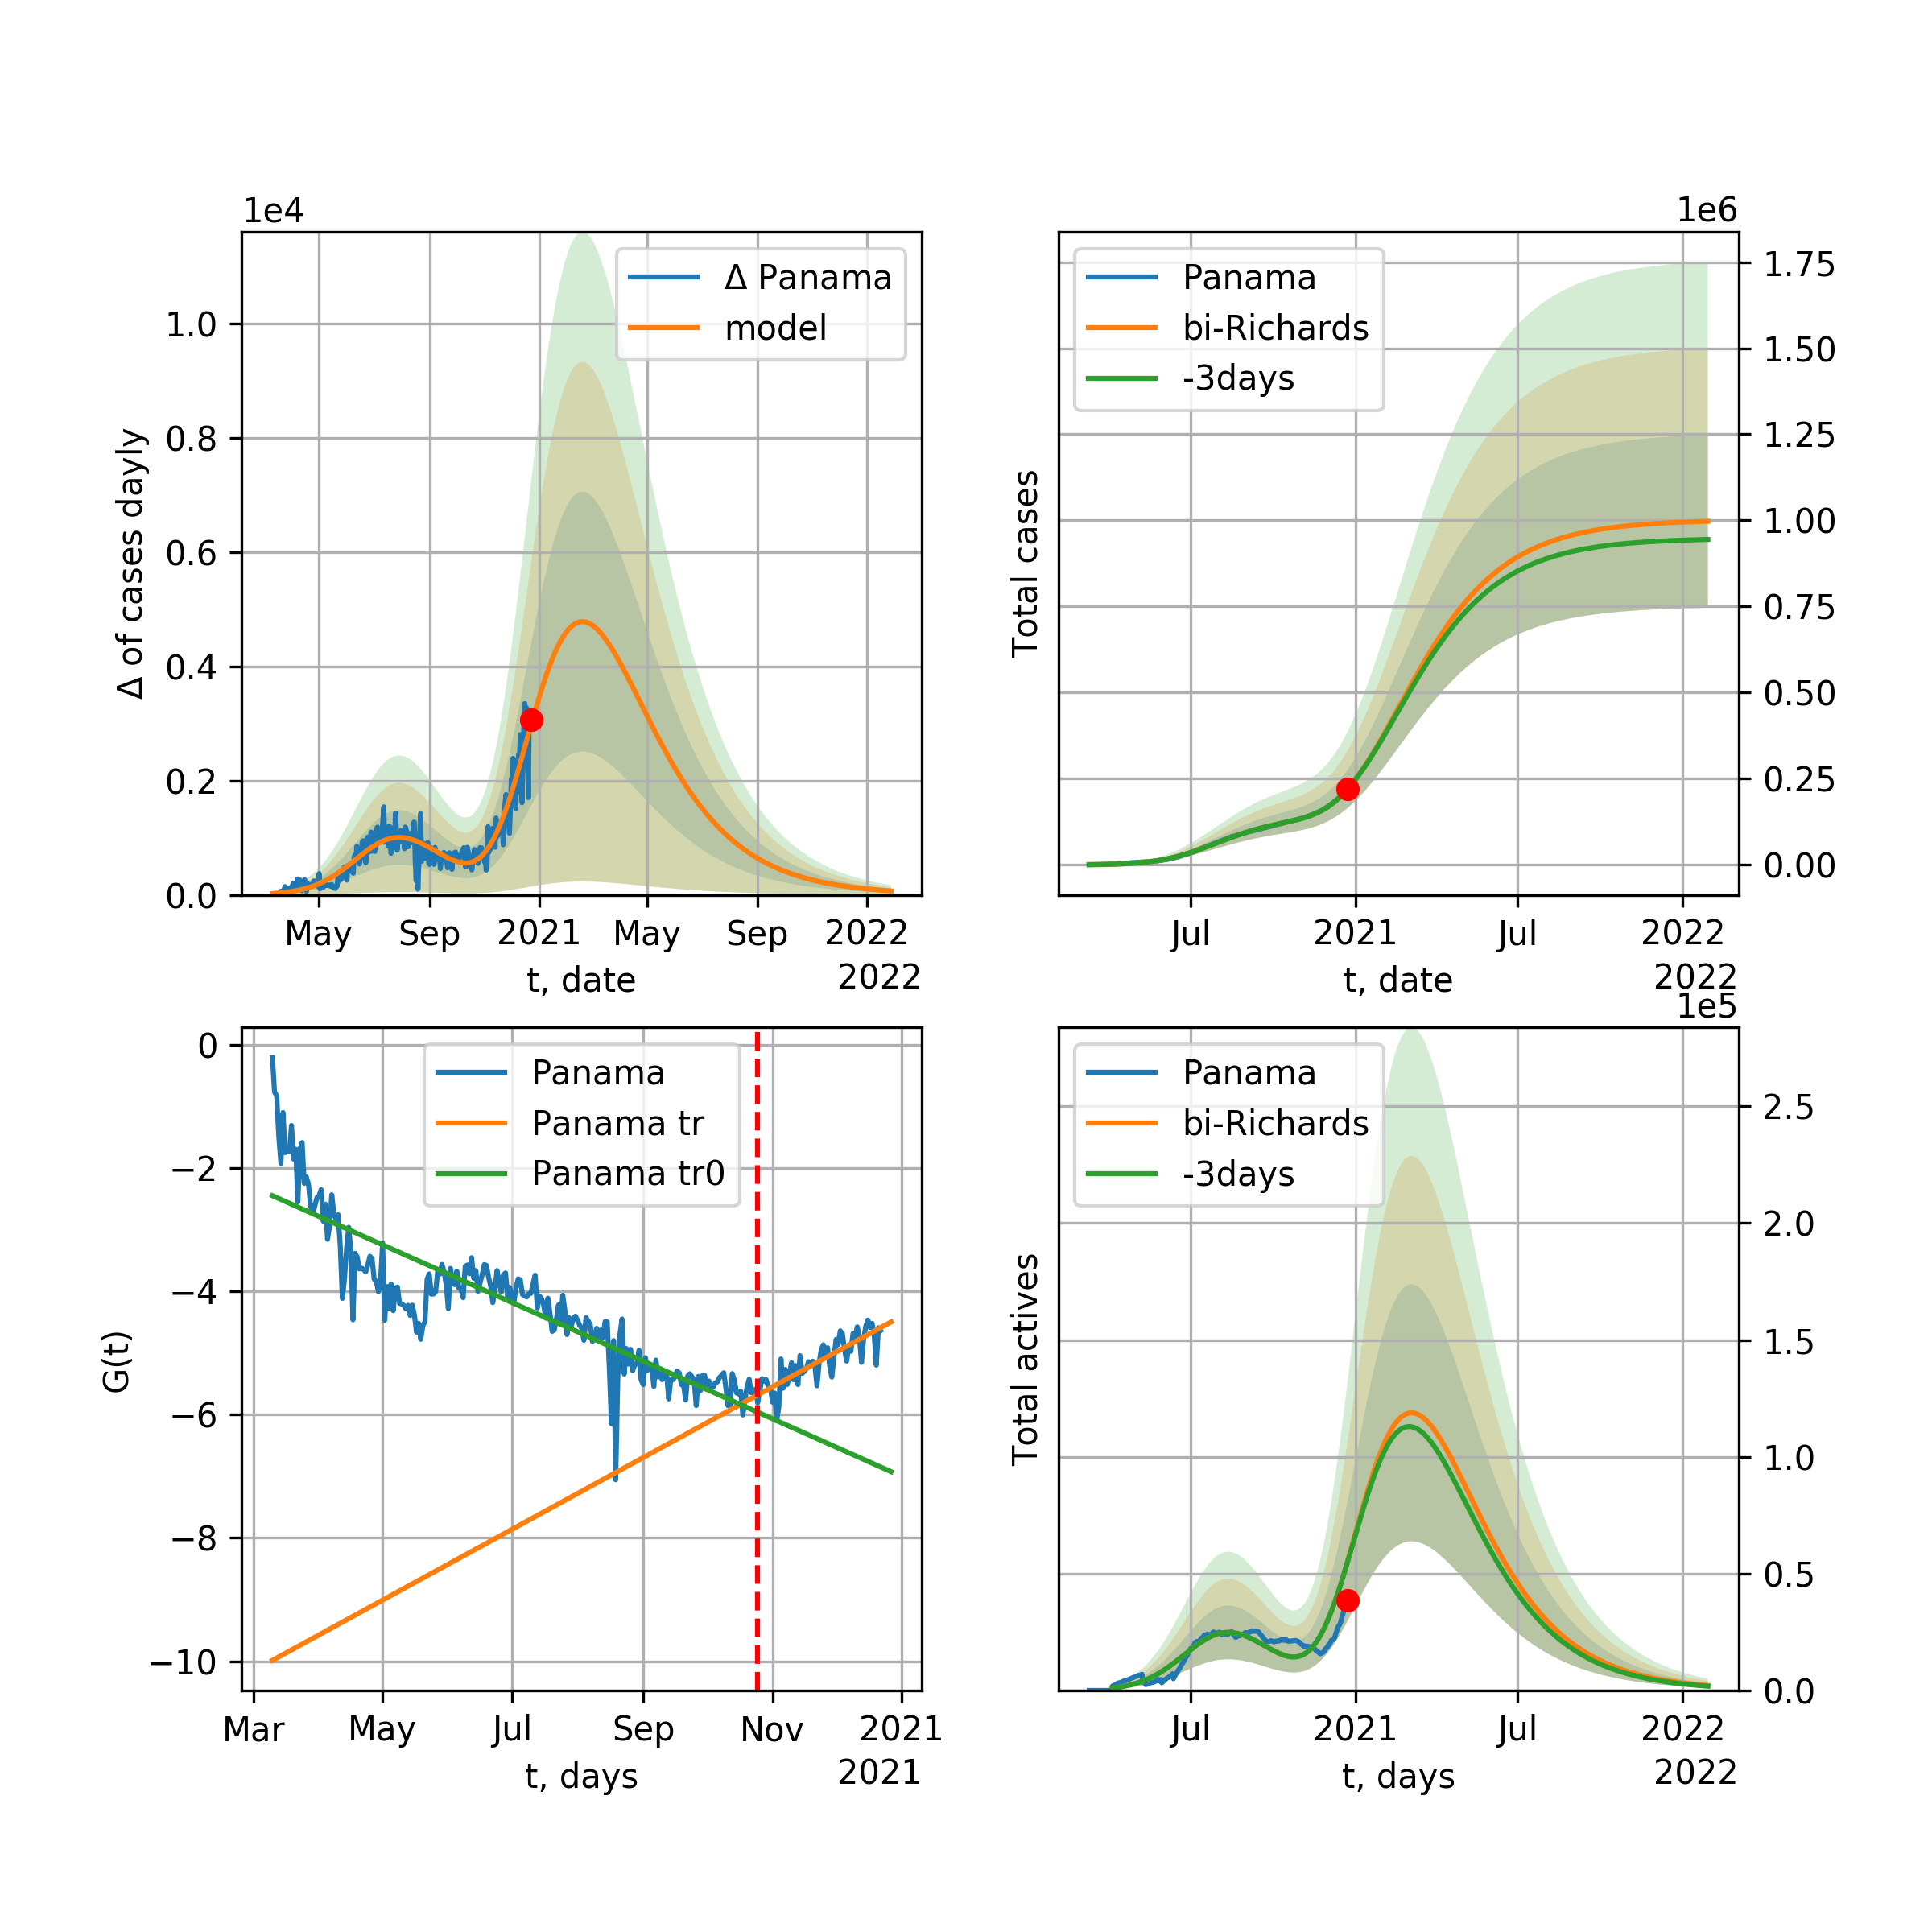 1e4
Δ Panama
model
1.0
0.8
0.6
0.4
0.2
0.0
Δ of cases dayly
May Sep 2021 May Sep 2022
t, date
2022
1e6
Panama
bi-Richards
-3days
1.75
1.50
1.25
1.00
0.75
0.50
0.25
0.00
Total cases
Jul 2021 Jul 2022
t, date
2022
Panama
Panama tr
Panama tr0
0
−2
−4
−6
−8
−10
G(t)
Mar May Jul Sep Nov 2021
t, days
2021
1e5
Panama
bi-Richards
-3days
2.5
2.0
1.5
1.0
0.5
0.0
Total actives
Jul 2021 Jul 2022
t, days
2022